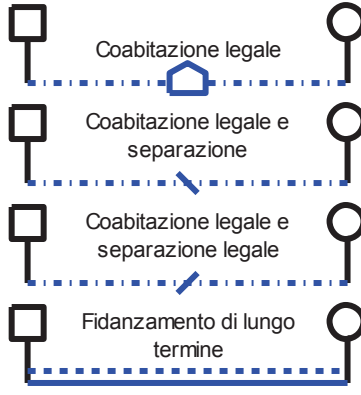 Coabitazione legale
Coabitazione legale e
separazione
Coabitazione legale e
separazione legale
Fidanzamento di lungo
termine